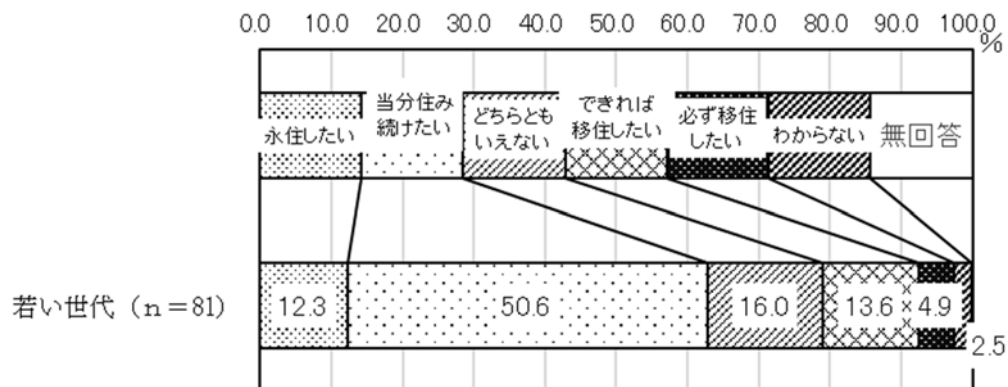 0.0 10.0 20.0 30.0 40.0 50.0 60.0 70.0 80.0 90.0 100.0
%
永住したい
当分住み
続けたい
どちらとも
いえない
できれば
移住したい
必ず移住
したい
わからない
無回答
若い世代（n＝81）
12.3 50.6 16.0 13.6 4.9
2.5